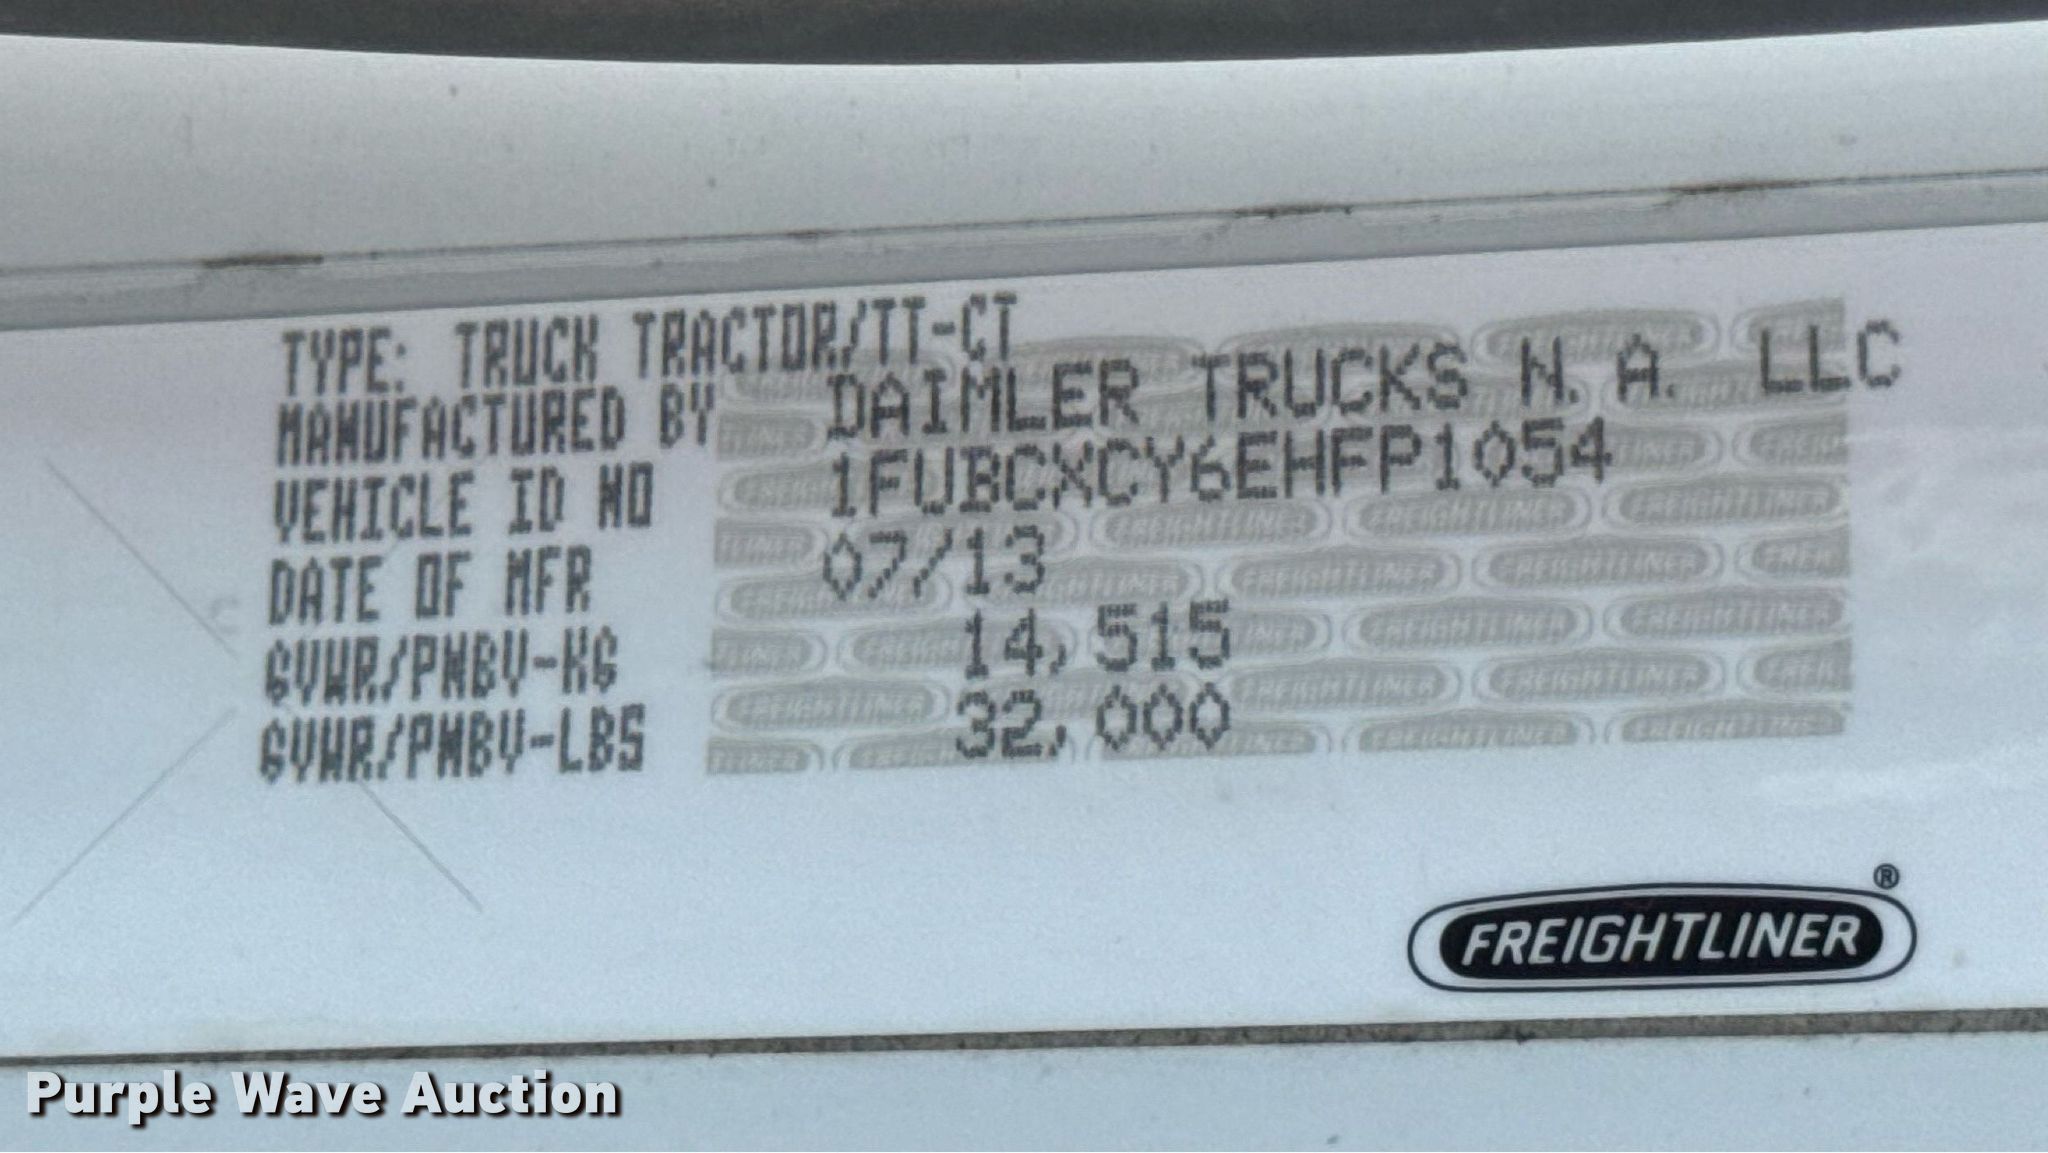 TYPE: TRUCK TRACTOR/TT-CT
MANUFACTURED BY DAIMLER TRUCKS N.A. LLC
VEHICLE ID NO 1FUBCXCY6EHFP1054
DATE OF MFR 07/13
GVWR/PNBV-KG 14,515
GVWR/PNBV-LBS 32,000
FREIGHTLINER®
Purple Wave Auction